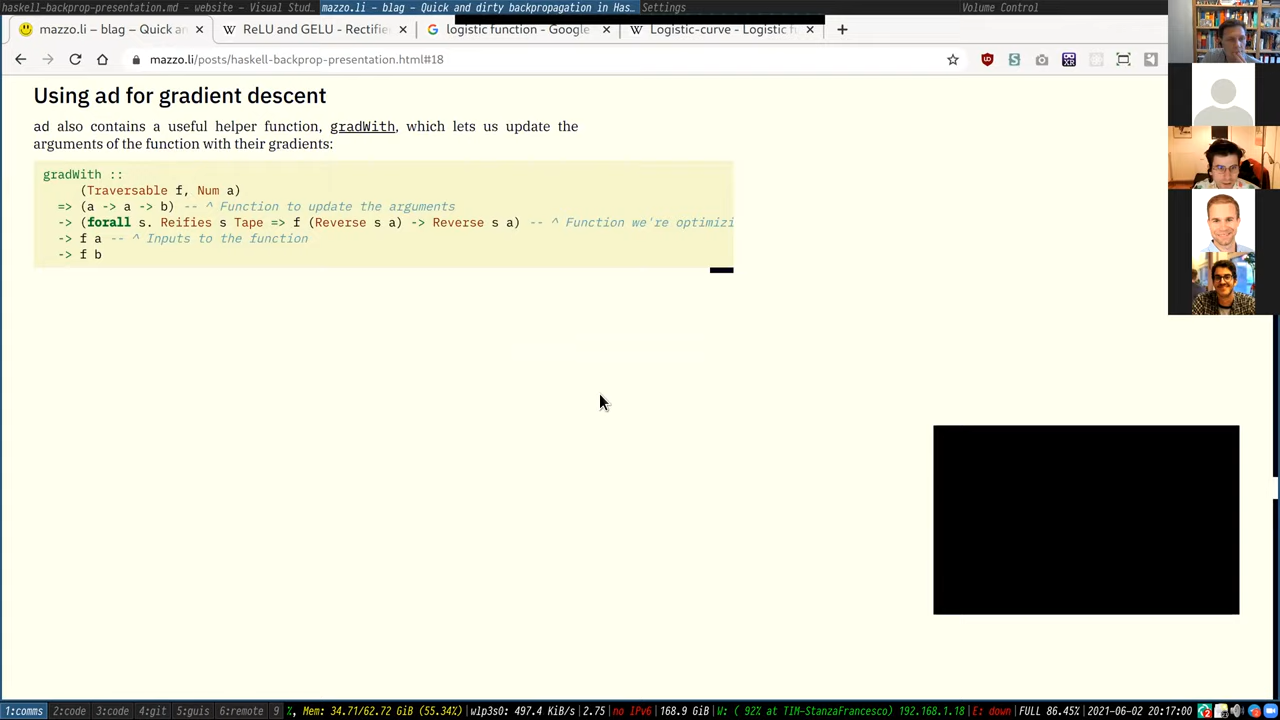 haskell-backprop-presentation.md - website - Visual Stud…
mazzo.li – blag – Quick and dirty backpropagation in Has…
Settings
Volume Control
mazzo.li – blag – Quick an
ReLU and GELU - Rectifie
logistic function - Google
Logistic-curve - Logistic f
mazzo.li/posts/haskell-backprop-presentation.html#18
Using ad for gradient descent
ad also contains a useful helper function, gradWith, which lets us update the
arguments of the function with their gradients:
gradWith ::
(Traversable f, Num a)
=> (a -> a -> b) -- ^ Function to update the arguments
-> (forall s. Reifies s Tape => f (Reverse s a) -> Reverse s a) -- ^ Function we're optimizi
-> f a -- ^ Inputs to the function
-> f b
1:comms 2:code 3:code 4:git 5:guis 6:remote 9 %, Mem: 34.71/62.72 GiB (55.34%) |wlp3s0: 497.4 KiB/s |2.75 |no IPv6 |168.9 GiB |W: ( 92% at TIM-StanzaFrancesco) 192.168.1.18 |E: down |FULL 86.45% |2021-06-02 20:17:00